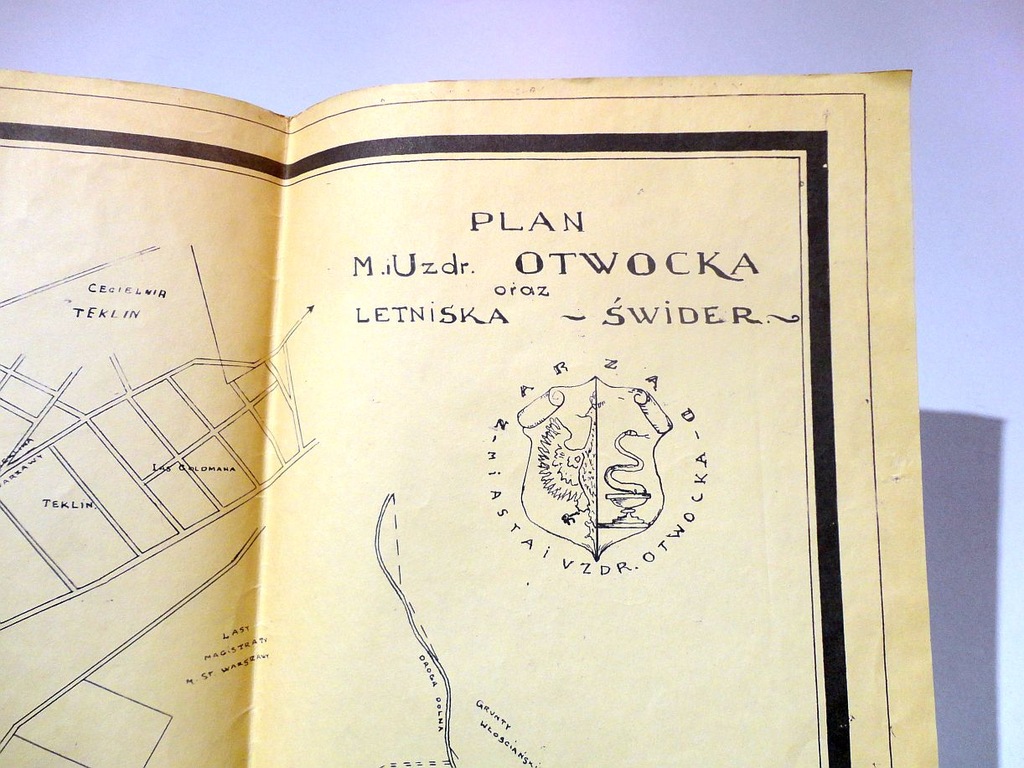 PLAN
M.iUzdr. OTWOCKA
oraz
LETNISKA ~ ŚWIDER.~
ZARZĄD - MIASTA i UZDR. OTWOCKA -
CEGIELNIA
TEKLIN
LAS GOLDMANA
TEKLIN
LASY
MAGISTRATU
M. ST. WARSZAWY
DROGA DOLNA
GRUNTY
WŁOŚCIAŃSKIE